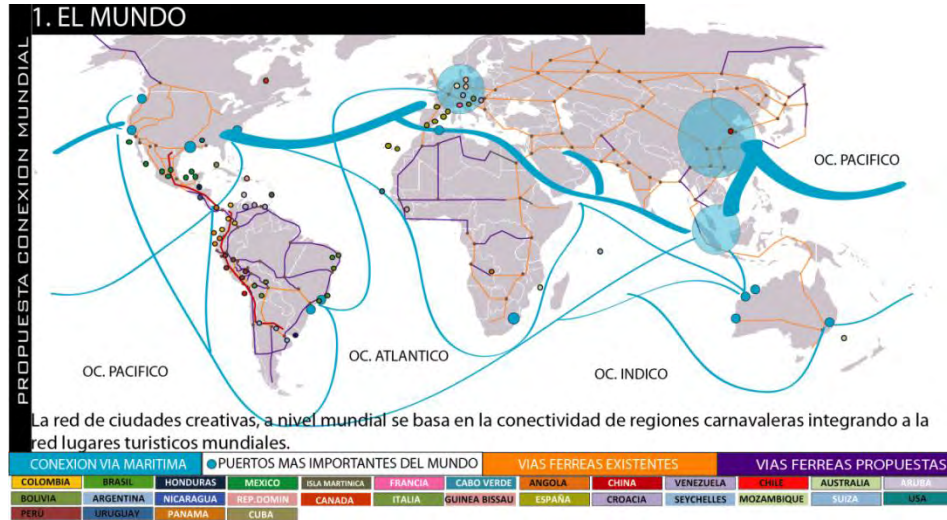 1. EL MUNDO
PROPUESTA CONEXION MUNDIAL
OC. PACIFICO
OC. ATLANTICO
OC. PACIFICO
OC. INDICO
La red de ciudades creativas, a nivel mundial se basa en la conectividad de regiones carnavaleras integrando a la
red lugares turisticos mundiales.
CONEXION VIA MARITIMA PUERTOS MAS IMPORTANTES DEL MUNDO VIAS FERREAS EXISTENTES VIAS FERREAS PROPUESTAS
COLOMBIA BRASIL HONDURAS MEXICO ISLA MARTINICA FRANCIA CABO VERDE ANGOLA CHINA VENEZUELA CHILE AUSTRALIA ARUBA
BOLIVIA ARGENTINA NICARAGUA REP.DOMIN CANADA ITALIA GUINEA BISSAU ESPAÑA CROACIA SEYCHELLES MOZAMBIQUE SUIZA USA
PERÚ URUGUAY PANAMA CUBA